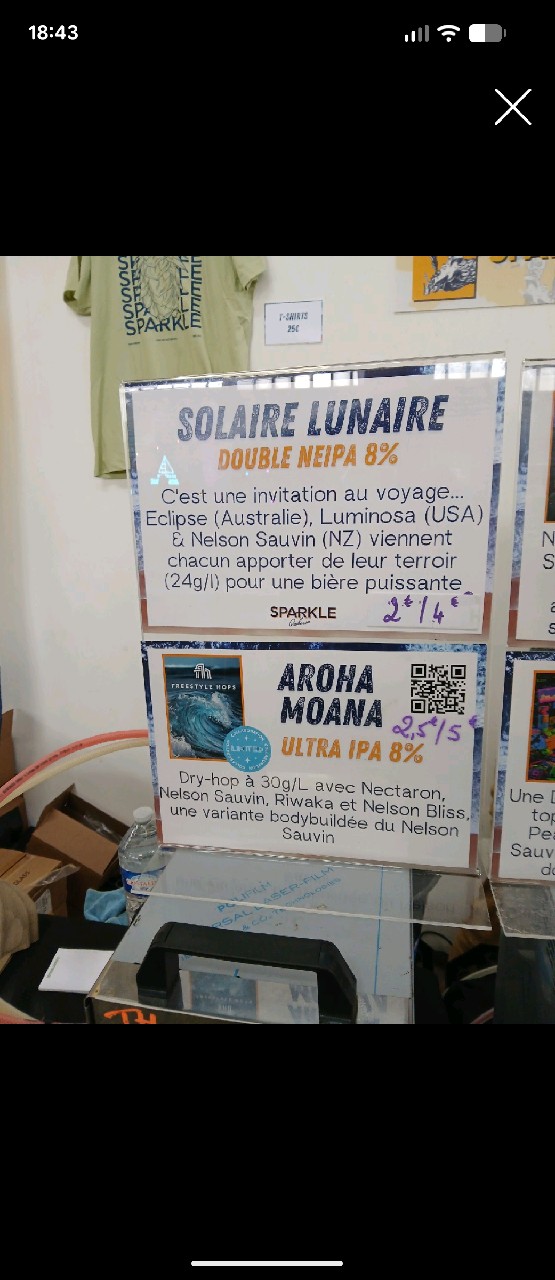 18:43
SPARKLE
T-SHIRTS
25€
SOLAIRE LUNAIRE
DOUBLE NEIPA 8%
C'est une invitation au voyage...
Eclipse (Australie), Luminosa (USA)
& Nelson Sauvin (NZ) viennent
chacun apporter de leur terroir
(24g/l) pour une bière puissante
SPARKLE
2€/4€
FREESTYLE HOPS
LIMITED
AROHA
MOANA
2,5€/5€
ULTRA IPA 8%
Dry-hop à 30g/L avec Nectaron,
Nelson Sauvin, Riwaka et Nelson Bliss,
une variante bodybuildée du Nelson
Sauvin
Une